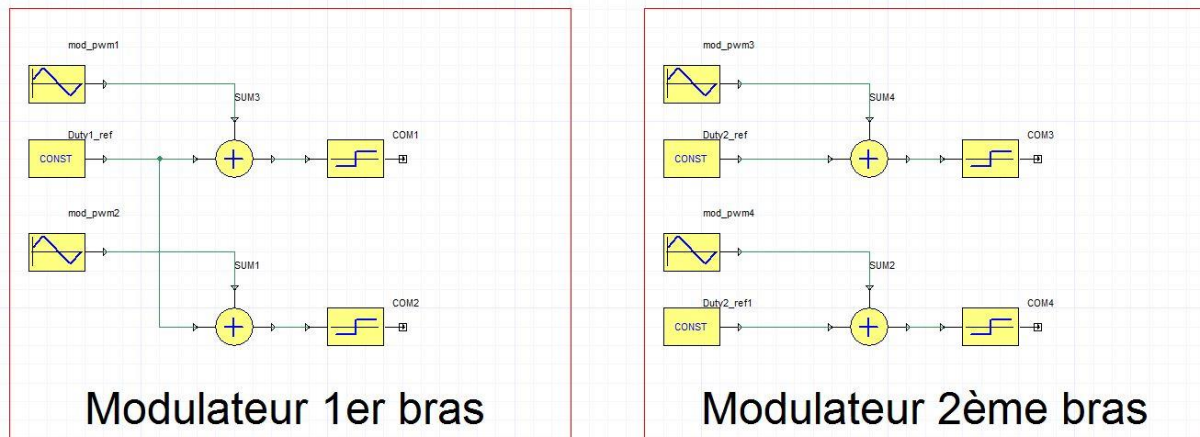 mod_pwm1
SUM3
Duty1_ref
CONST
COM1
mod_pwm2
SUM1
COM2
Modulateur 1er bras
mod_pwm3
SUM4
Duty2_ref
CONST
COM3
mod_pwm4
SUM2
Duty2_ref1
CONST
COM4
Modulateur 2ème bras